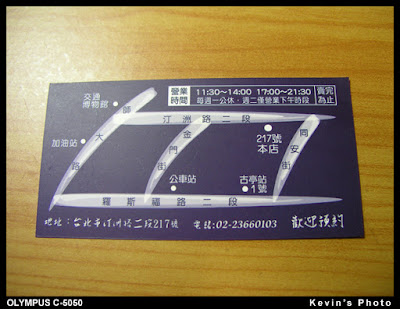 營業時間 11:30～14:00 17:00～21:30 賣完為止
每週一公休，週二僅營業下午時段
交通博物館
師大路
汀洲路二段
加油站
金門街
217號本店
同安街
公車站
古亭站1號
羅斯福路二段
地址：台北市汀洲路二段217號 電話:02-23660103 歡迎預約
OLYMPUS C-5050
Kevin's Photo